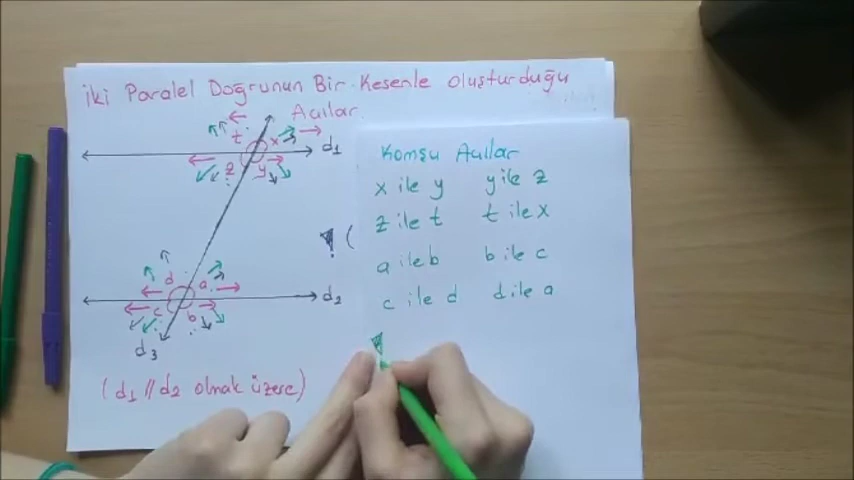 iki Paralel Doğrunun Bir Kesenle oluşturduğu
Açılar
t x d1
z y
Komşu Açılar
x ile y y ile z
z ile t t ile x
a ile b b ile c
c ile d d ile a
! (
d a
c b d2
d3
!
(d1 // d2 olmak üzere)